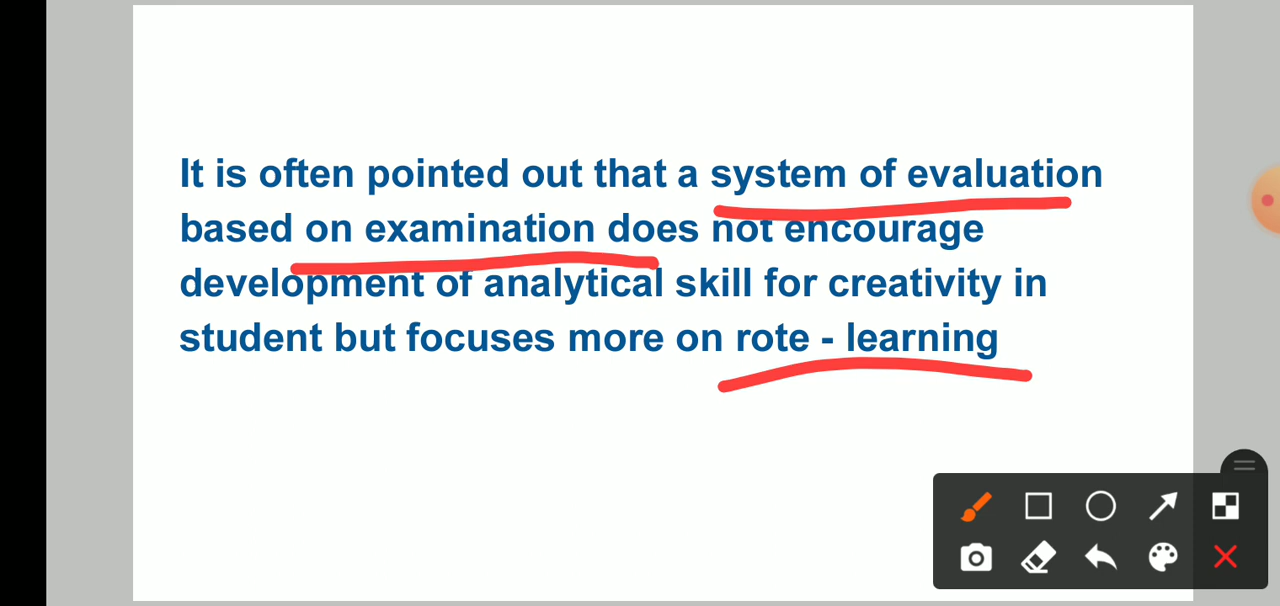 It is often pointed out that a system of evaluation
based on examination does not encourage
development of analytical skill for creativity in
student but focuses more on rote - learning